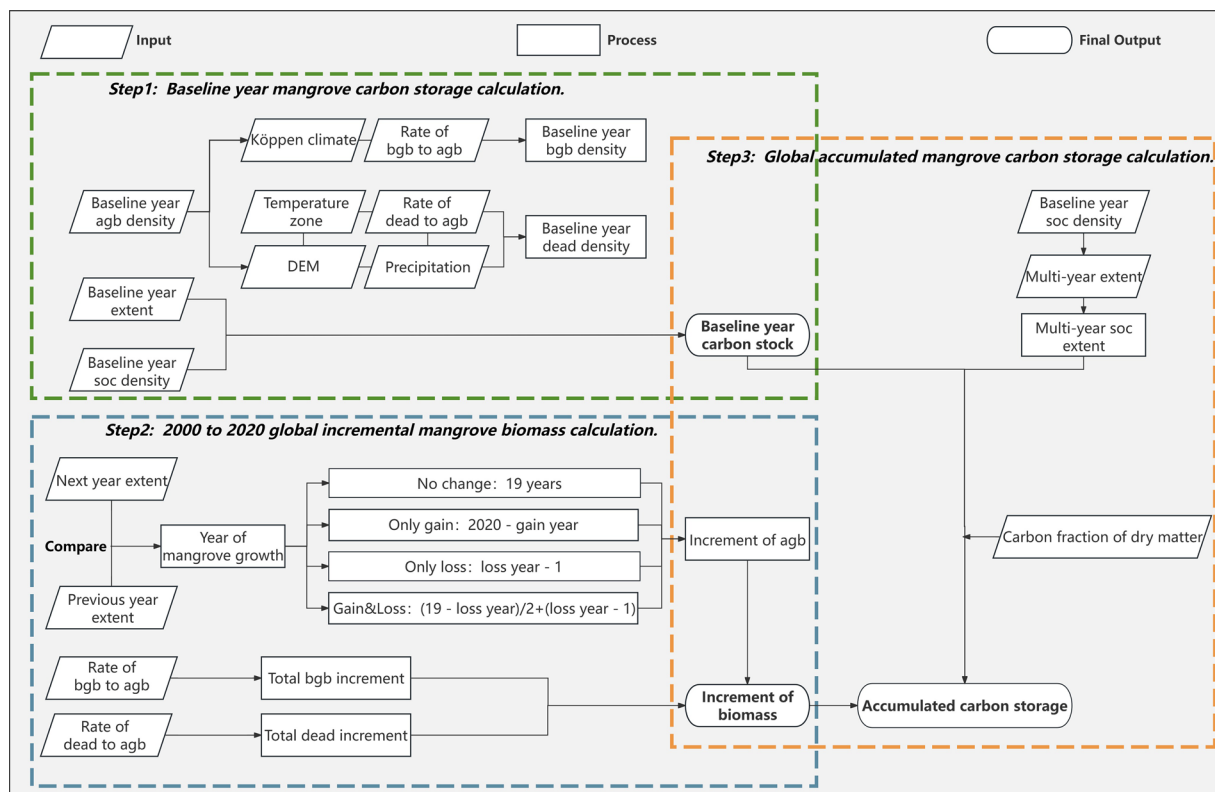 Input
Process
Final Output
Step1: Baseline year mangrove carbon storage calculation.
Köppen climate
Rate of
bgb to agb
Baseline year
bgb density
Baseline year
agb density
Temperature
zone
Rate of
dead to agb
Baseline year
dead density
DEM
Precipitation
Baseline year
extent
Baseline year
soc density
Baseline year
carbon stock
Step3: Global accumulated mangrove carbon storage calculation.
Baseline year
soc density
Multi-year extent
Multi-year soc
extent
Carbon fraction of dry matter
Accumulated carbon storage
Step2: 2000 to 2020 global incremental mangrove biomass calculation.
Next year extent
Compare
Previous year
extent
Year of
mangrove growth
No change: 19 years
Only gain: 2020 - gain year
Only loss: loss year - 1
Gain&Loss: (19 - loss year)/2+(loss year - 1)
Increment of agb
Rate of
bgb to agb
Total bgb increment
Rate of
dead to agb
Total dead increment
Increment of
biomass